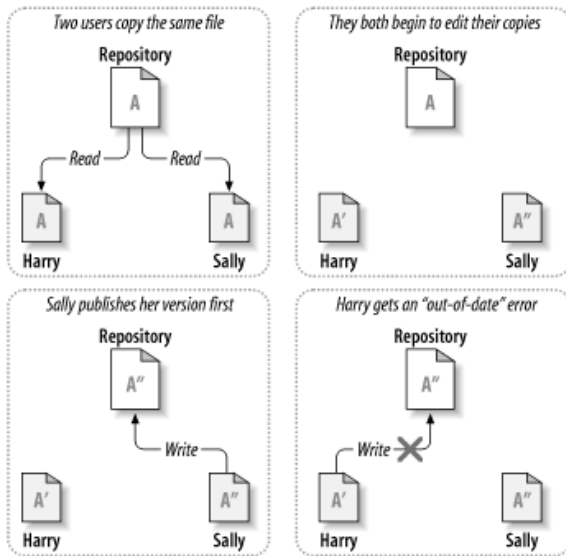 Two users copy the same file
Repository
A
Read Read
A A
Harry Sally
They both begin to edit their copies
Repository
A
A' A"
Harry Sally
Sally publishes her version first
Repository
A"
Write
A' A"
Harry Sally
Harry gets an “out-of-date” error
Repository
A"
Write
A' A"
Harry Sally